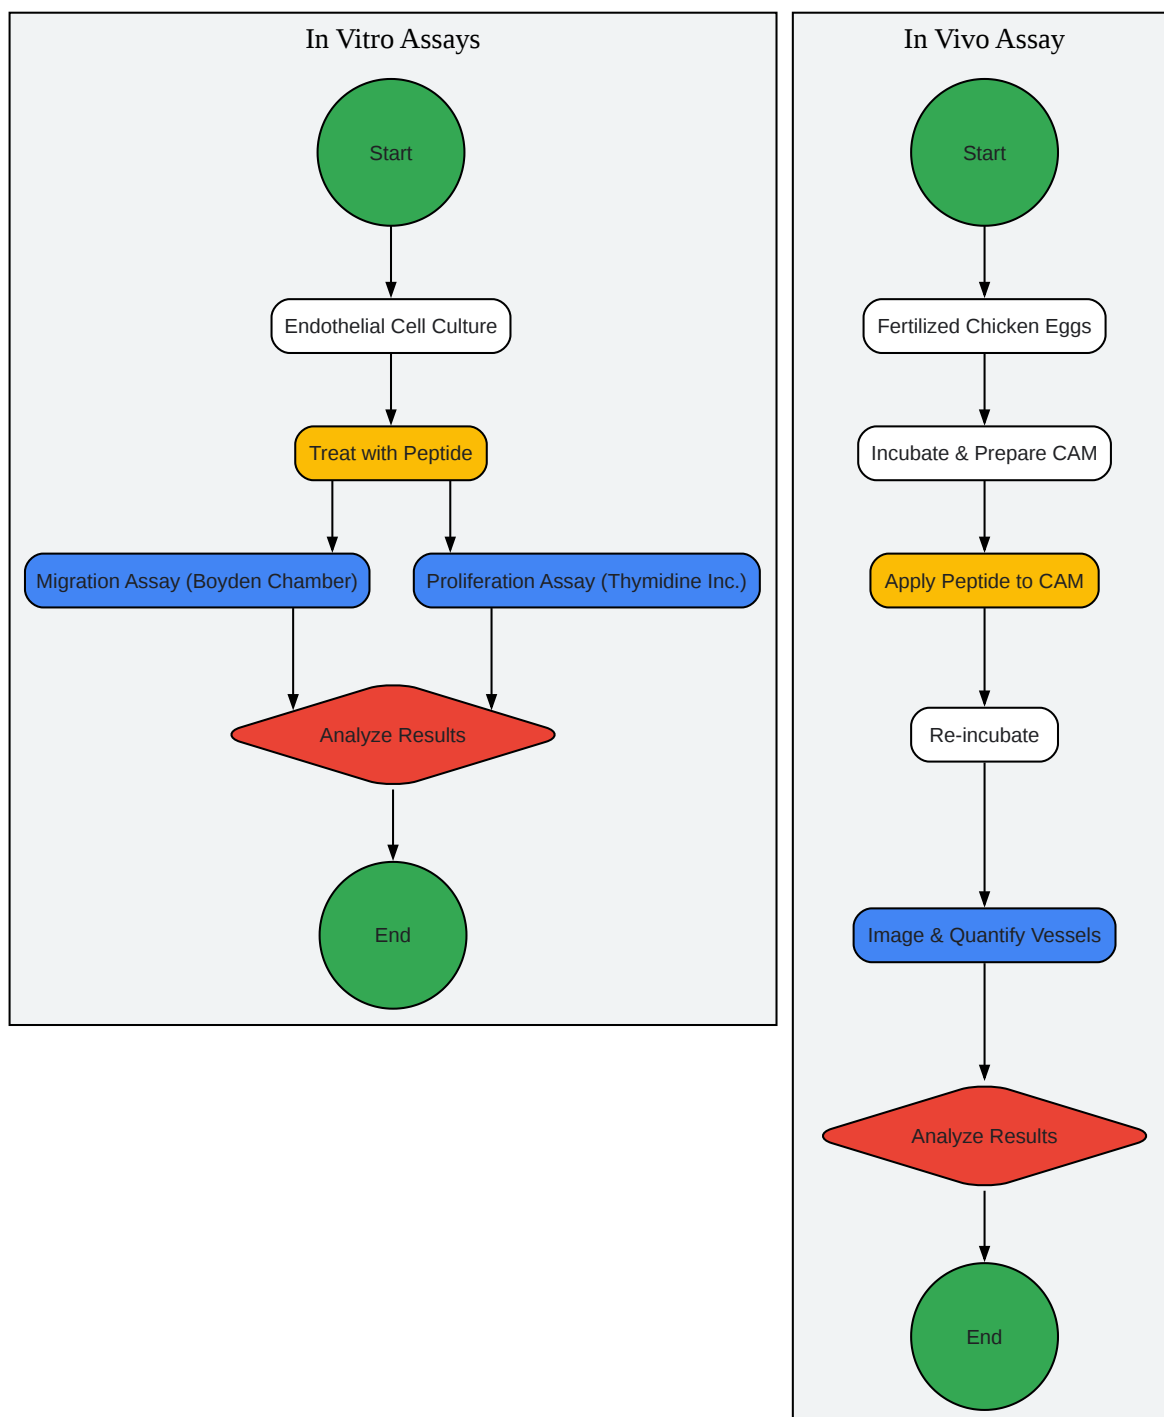 In Vitro Assays
Start
Endothelial Cell Culture
Treat with Peptide
Migration Assay (Boyden Chamber)
Proliferation Assay (Thymidine Inc.)
Analyze Results
End
In Vivo Assay
Start
Fertilized Chicken Eggs
Incubate & Prepare CAM
Apply Peptide to CAM
Re-incubate
Image & Quantify Vessels
Analyze Results
End